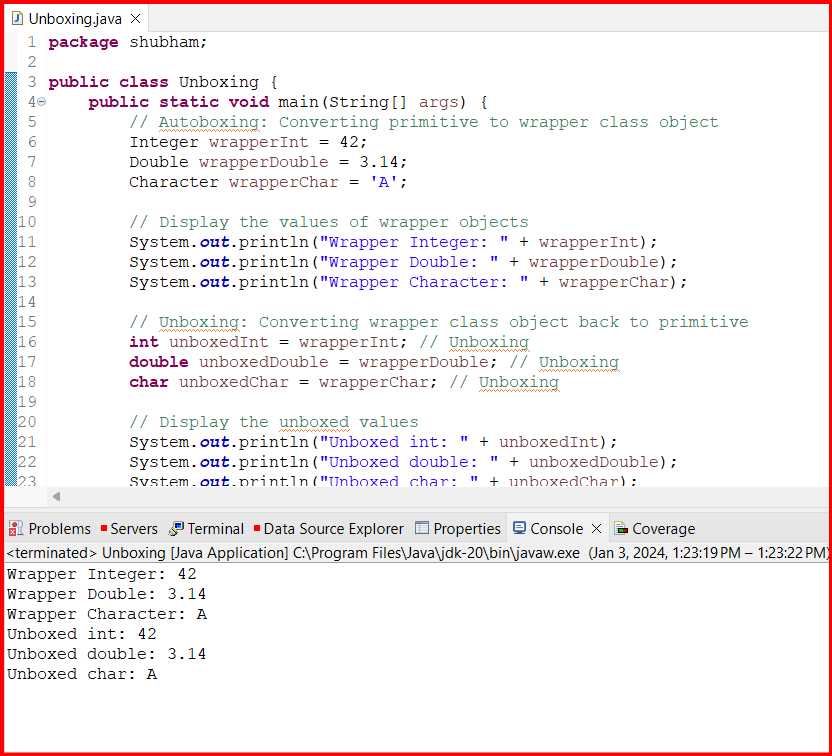 Unboxing.java
1 package shubham;
2
3 public class Unboxing {
4     public static void main(String[] args) {
5         // Autoboxing: Converting primitive to wrapper class object
6         Integer wrapperInt = 42;
7         Double wrapperDouble = 3.14;
8         Character wrapperChar = 'A';
9
10         // Display the values of wrapper objects
11         System.out.println("Wrapper Integer: " + wrapperInt);
12         System.out.println("Wrapper Double: " + wrapperDouble);
13         System.out.println("Wrapper Character: " + wrapperChar);
14
15         // Unboxing: Converting wrapper class object back to primitive
16         int unboxedInt = wrapperInt; // Unboxing
17         double unboxedDouble = wrapperDouble; // Unboxing
18         char unboxedChar = wrapperChar; // Unboxing
19
20         // Display the unboxed values
21         System.out.println("Unboxed int: " + unboxedInt);
22         System.out.println("Unboxed double: " + unboxedDouble);
23         System.out.println("Unboxed char: " + unboxedChar);
Problems Servers Terminal Data Source Explorer Properties Console Coverage
<terminated> Unboxing [Java Application] C:\Program Files\Java\jdk-20\bin\javaw.exe (Jan 3, 2024, 1:23:19 PM – 1:23:22 PM)
Wrapper Integer: 42
Wrapper Double: 3.14
Wrapper Character: A
Unboxed int: 42
Unboxed double: 3.14
Unboxed char: A